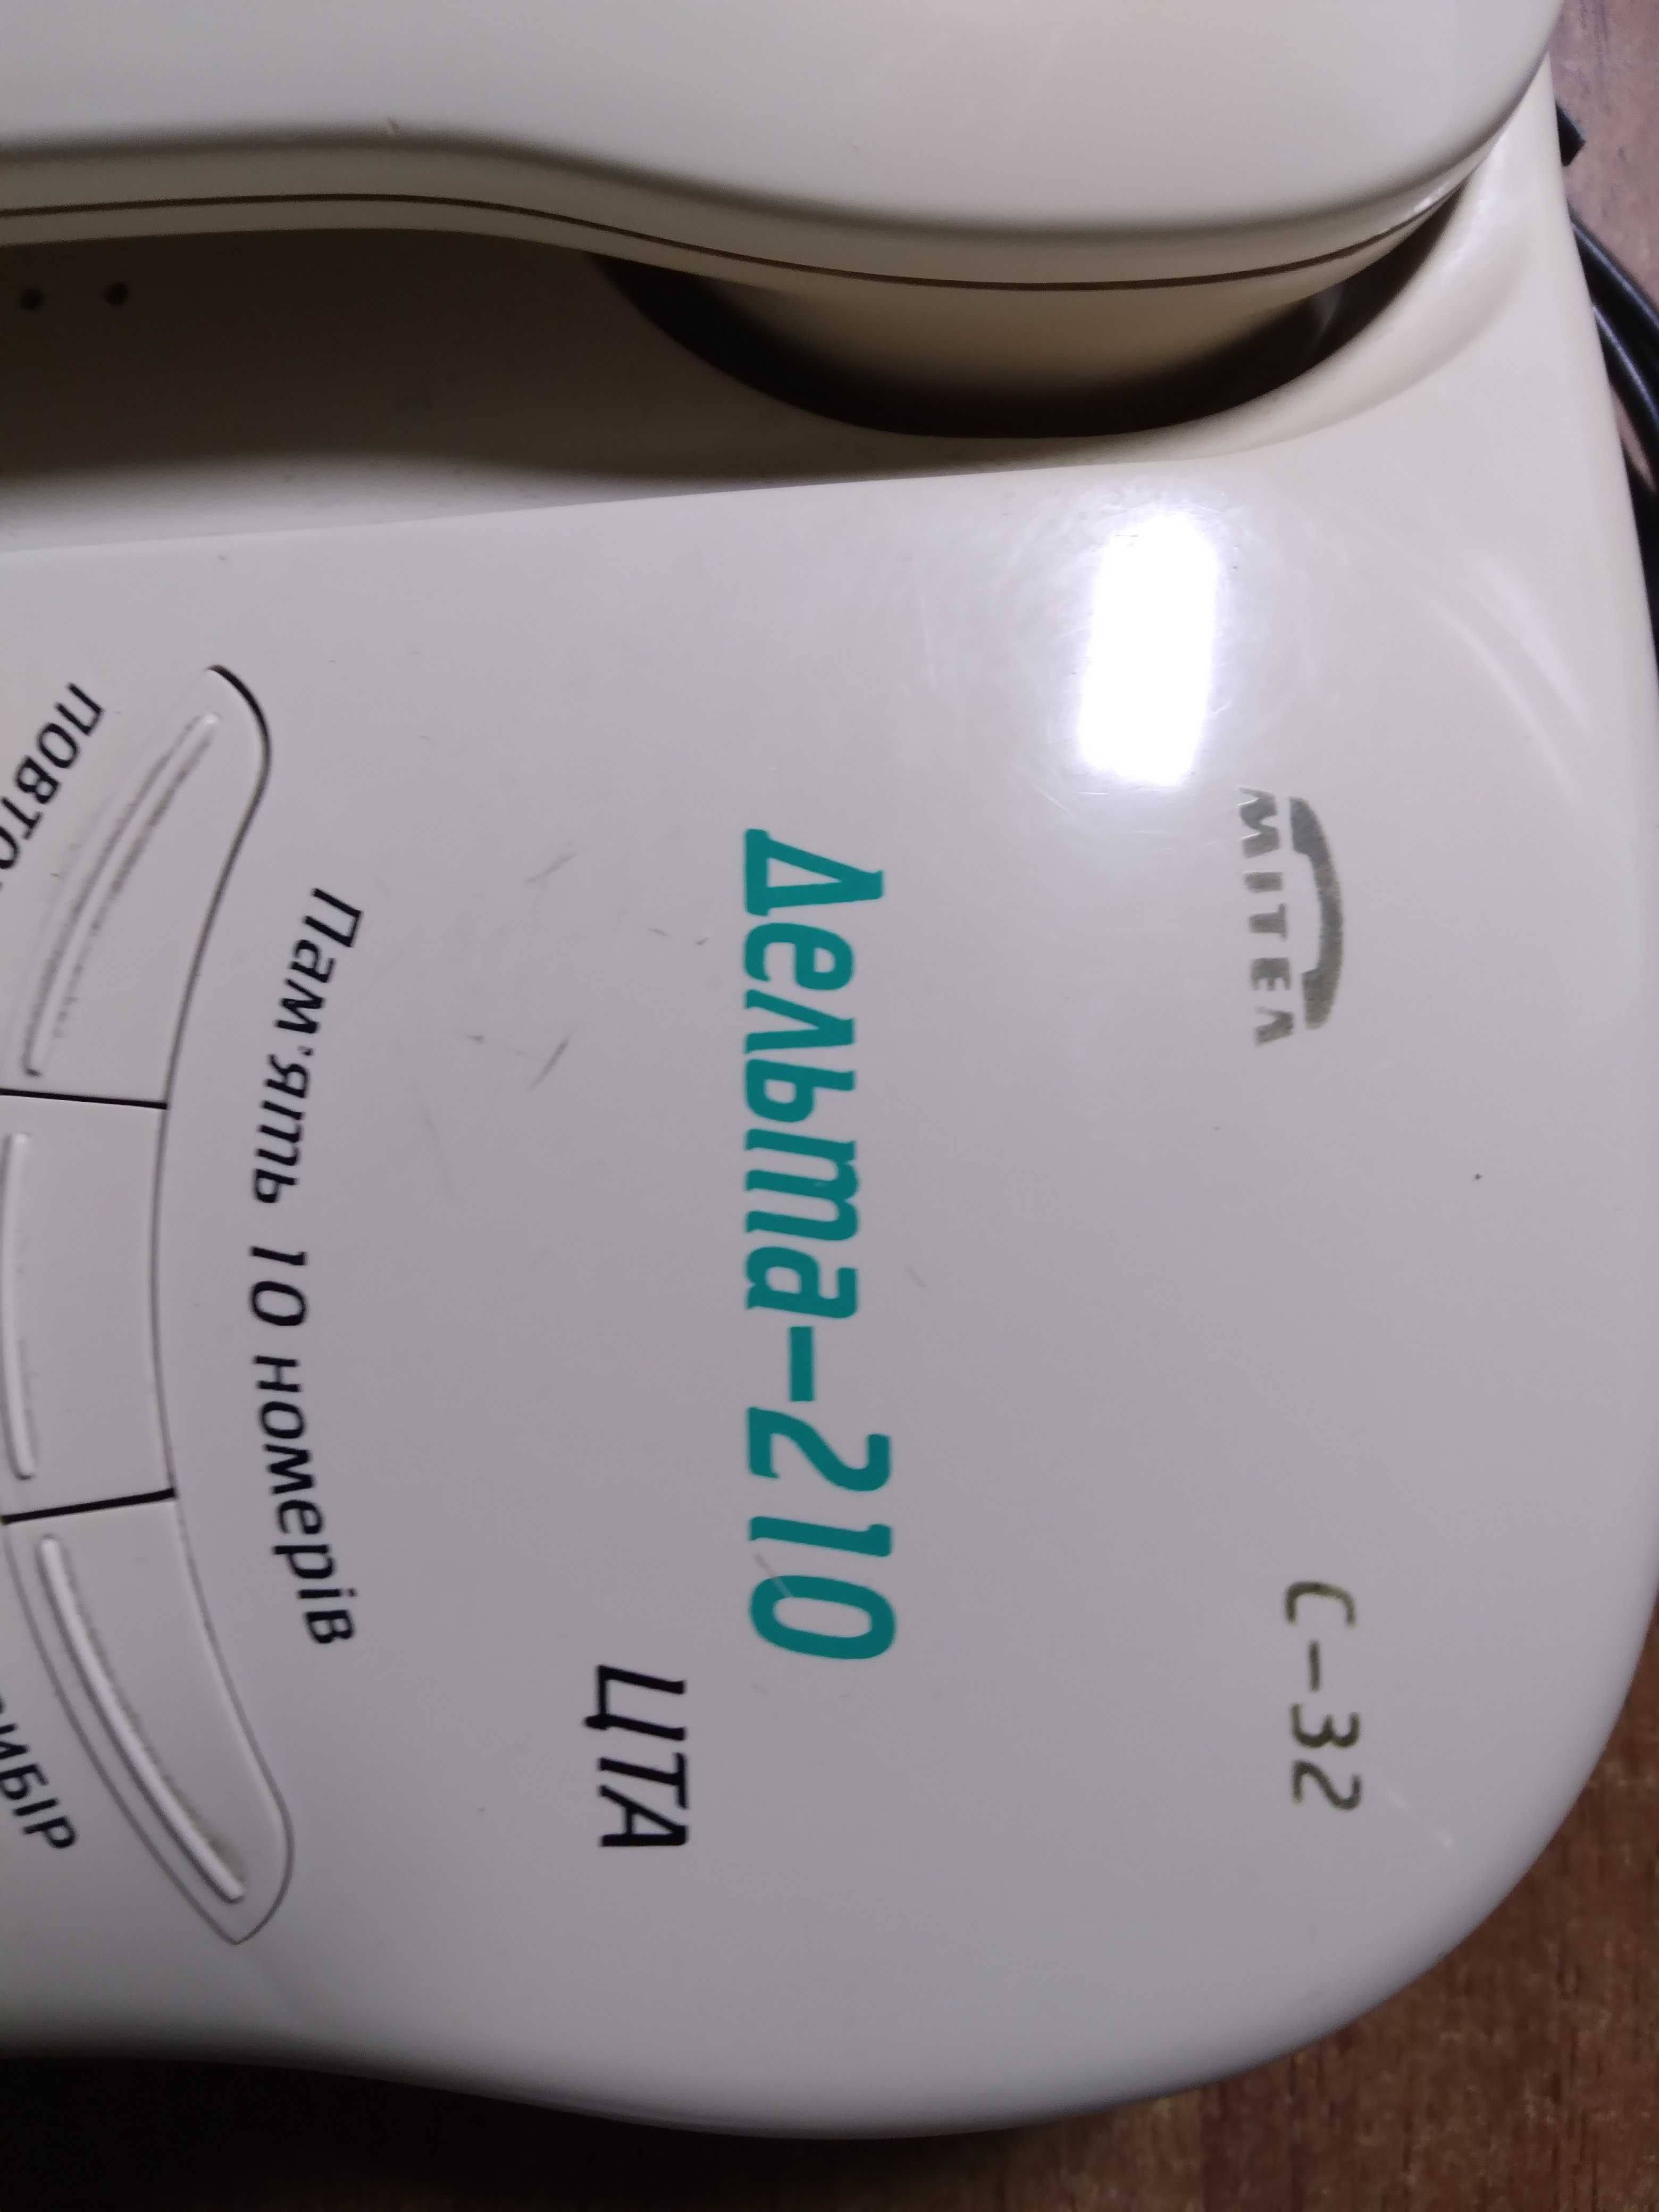 МІТЕЛ С-32
Дельта-210
ЦТА
Пам'ять 10 номерів